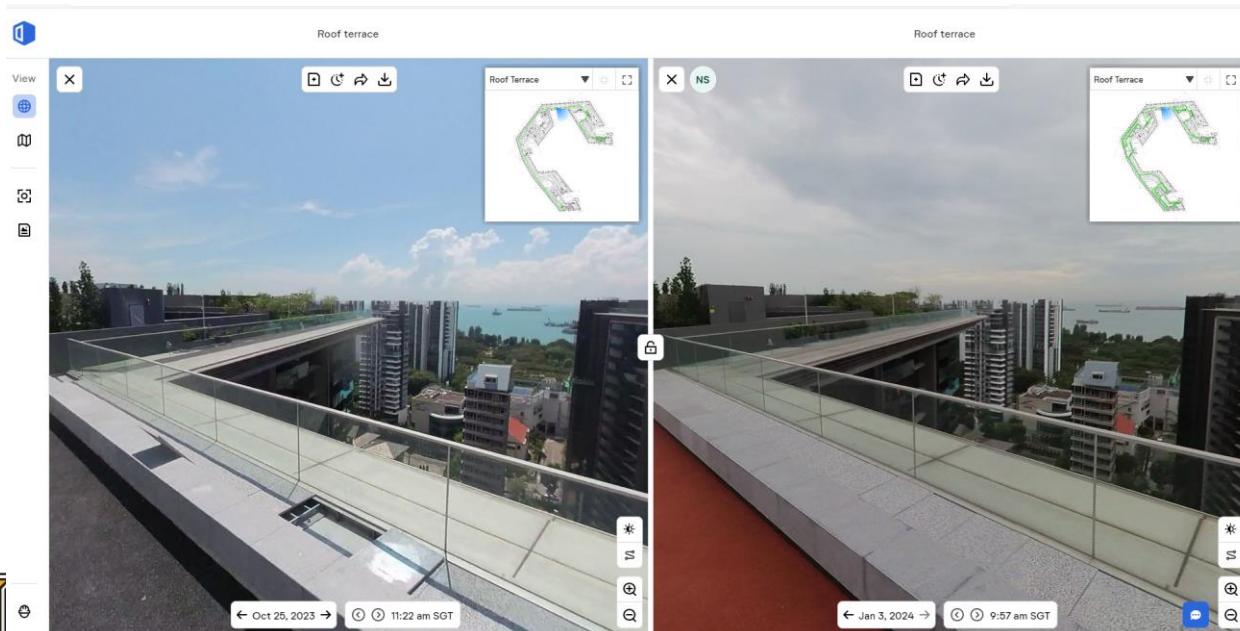 Roof terrace
Roof terrace
View
NS
Roof Terrace
Roof Terrace
Oct 25, 2023
11:22 am SGT
Jan 3, 2024
9:57 am SGT